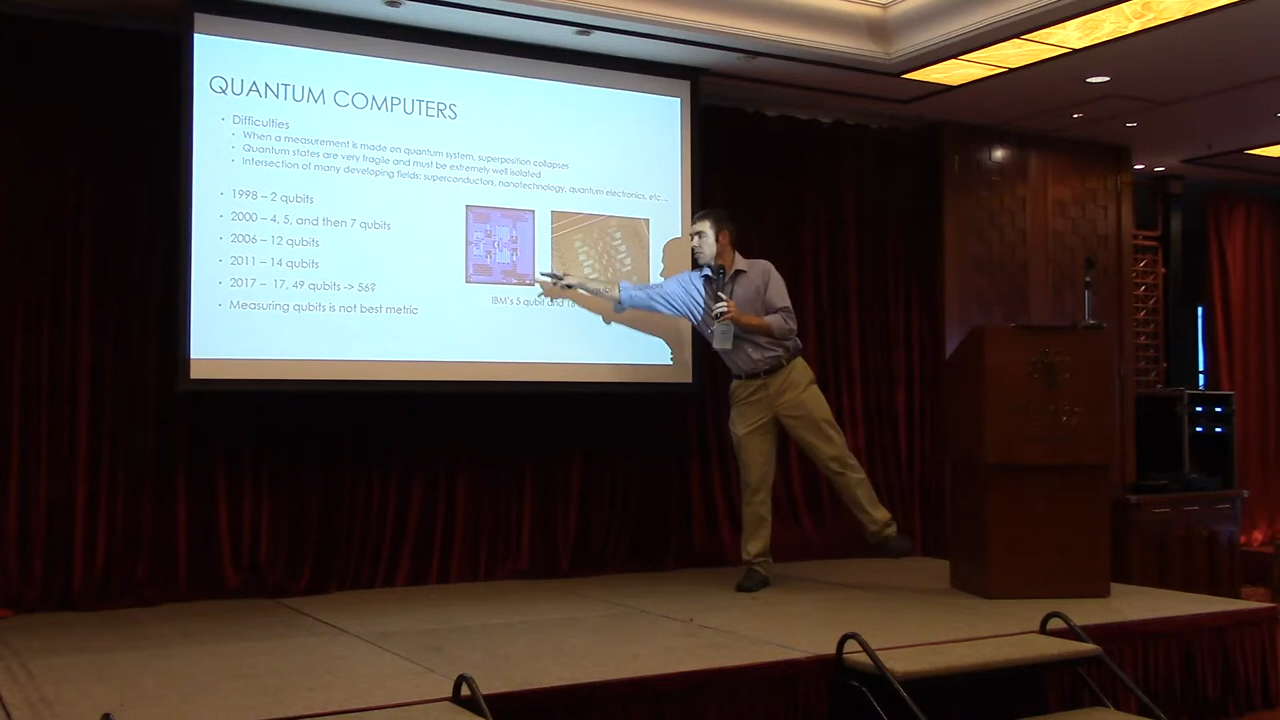 QUANTUM COMPUTERS
• Difficulties
• When a measurement is made on quantum system, superposition collapses
• Quantum states are very fragile and must be extremely well isolated
• Intersection of many developing fields: superconductors, nanotechnology, quantum electronics, etc…
• 1998 – 2 qubits
• 2000 – 4, 5, and then 7 qubits
• 2006 – 12 qubits
• 2011 – 14 qubits
• 2017 – 17, 49 qubits -> 56?
• Measuring qubits is not best metric
IBM's 5 qubit and